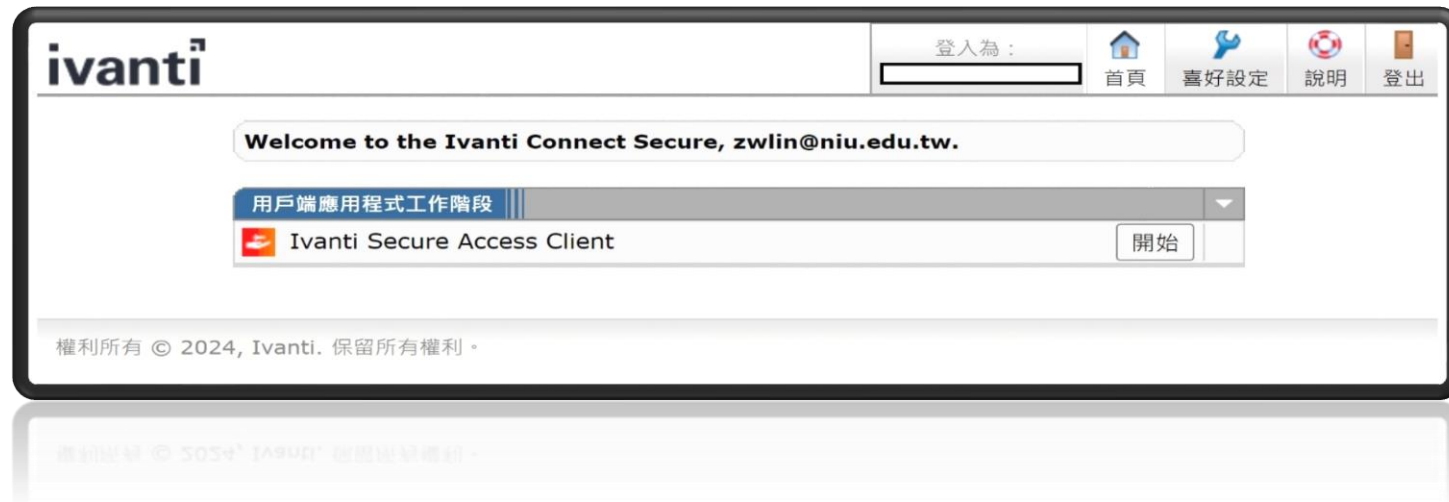 ivanti
登入為：
首頁
喜好設定
說明
登出
Welcome to the Ivanti Connect Secure, zwlin@niu.edu.tw.
用戶端應用程式工作階段
Ivanti Secure Access Client
開始
權利所有 © 2024, Ivanti. 保留所有權利。